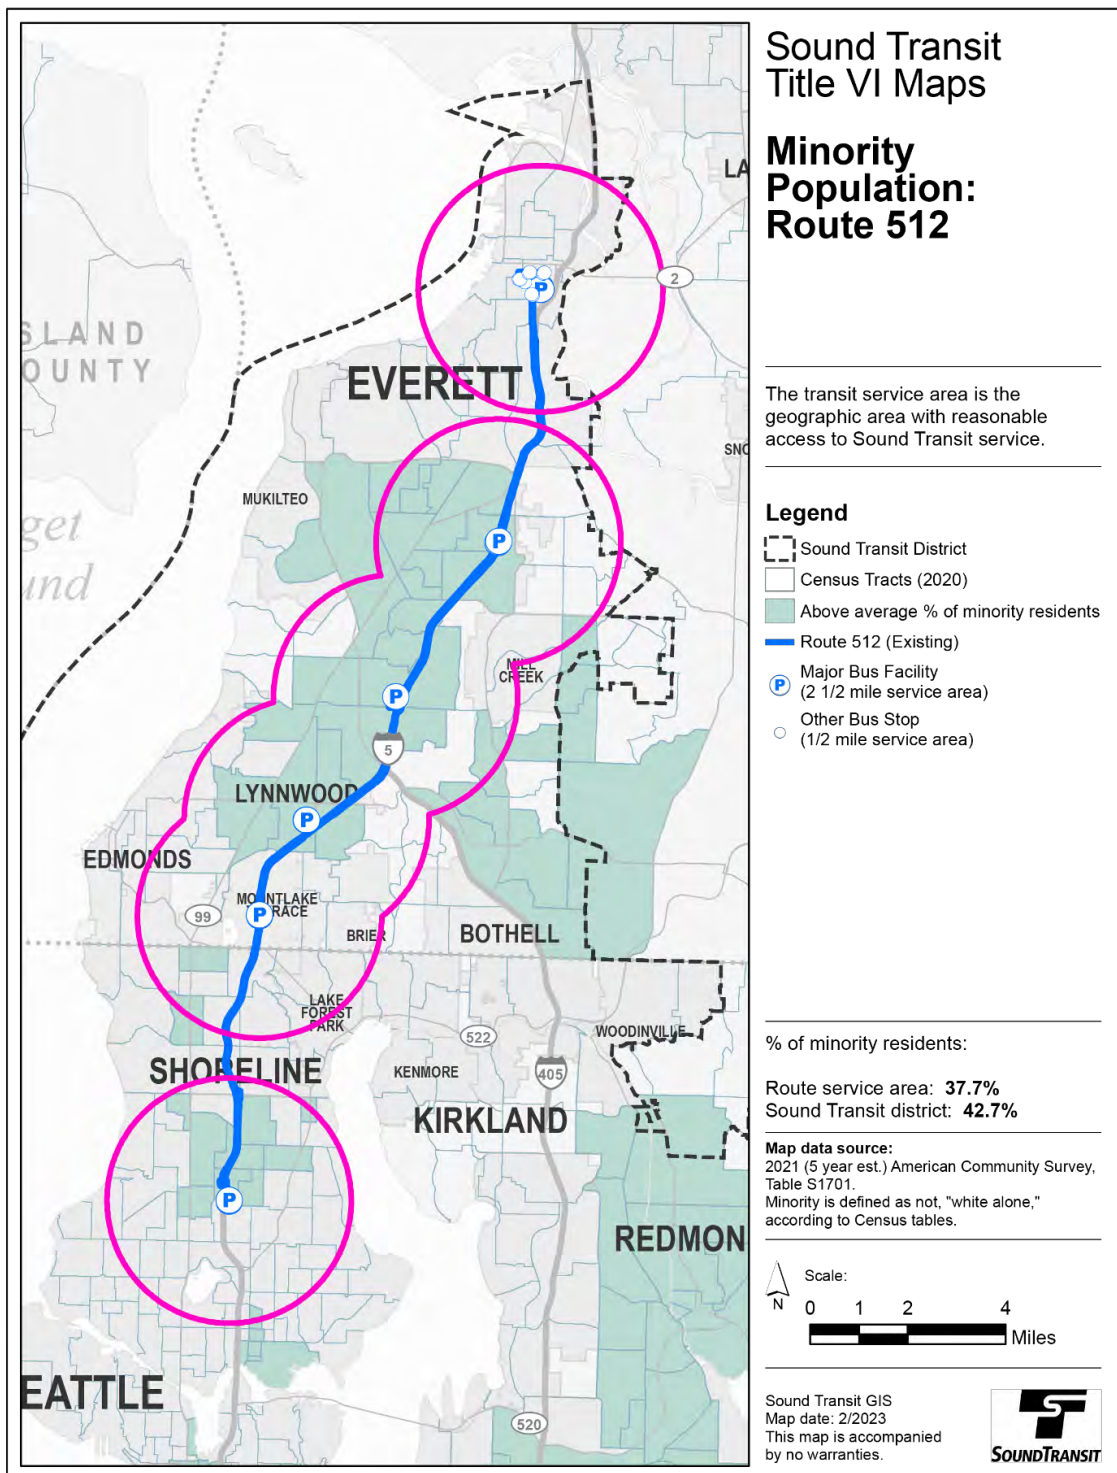 Sound Transit
Title VI Maps
Minority
Population:
Route 512
The transit service area is the
geographic area with reasonable
access to Sound Transit service.
Legend
Sound Transit District
Census Tracts (2020)
Above average % of minority residents
Route 512 (Existing)
P
Major Bus Facility
(2 1/2 mile service area)
Other Bus Stop
(1/2 mile service area)
% of minority residents:
Route service area: 37.7%
Sound Transit district: 42.7%
Map data source:
2021 (5 year est.) American Community Survey,
Table S1701.
Minority is defined as not, "white alone,"
according to Census tables.
N
Scale:
0 1 2 4
Miles
Sound Transit GIS
Map date: 2/2023
This map is accompanied
by no warranties.
SOUNDTRANSIT
LA
2
P
SLAND
OUNTY
EVERETT
SNO
MUKILTEO
get
und
P
MILL
CREEK
P
5
LYNNWOOD
P
EDMONDS
MOUNTLAKE
TERRACE
P
99
BRIER
BOTHELL
LAKE
FOREST
PARK
522
WOODINVILLE
SHORELINE
KENMORE
405
KIRKLAND
P
REDMON
EATTLE
520